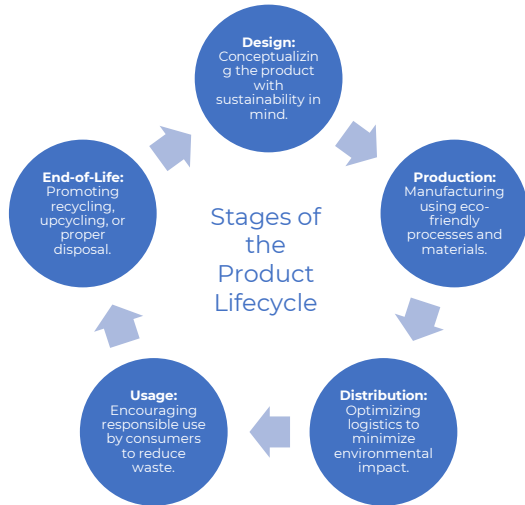 Design:
Conceptualizin
g the product
with
sustainability in
mind.
Production:
Manufacturing
using eco-
friendly
processes and
materials.
Distribution:
Optimizing
logistics to
minimize
environmental
impact.
Usage:
Encouraging
responsible use
by consumers
to reduce
waste.
End-of-Life:
Promoting
recycling,
upcycling, or
proper
disposal.
Stages of
the
Product
Lifecycle